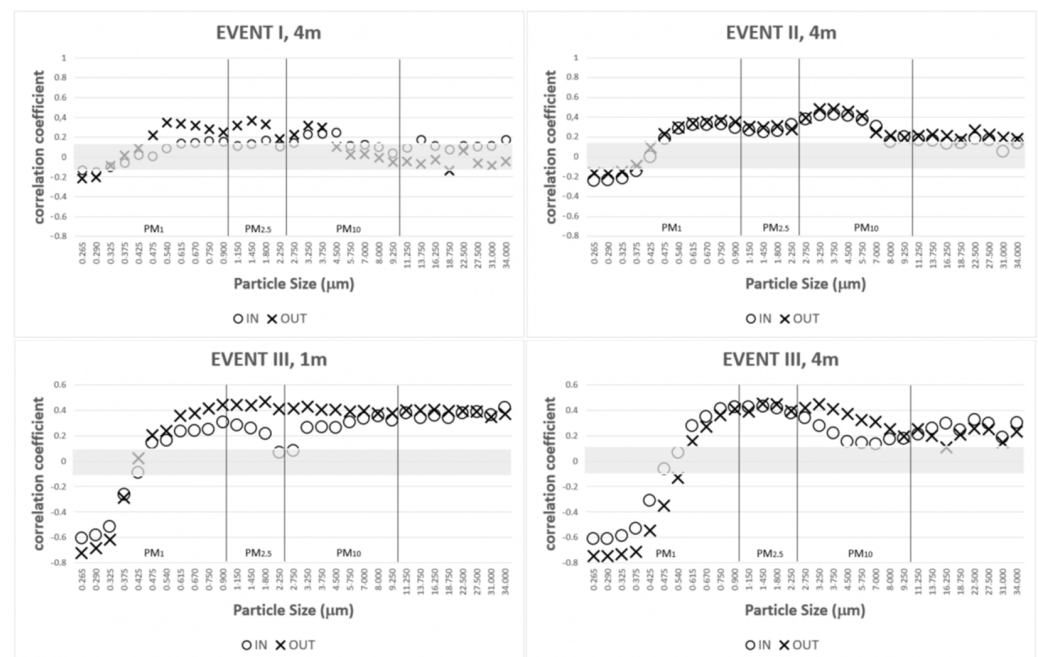 EVENT I, 4m
correlation coefficient
1
0.8
0.6
0.4
0.2
0
-0.2
-0.4
-0.6
-0.8
PM1 PM2.5 PM10
0.265 0.290 0.325 0.375 0.425 0.475 0.540 0.615 0.670 0.750 0.900 1.150 1.450 1.800 2.250 2.750 3.250 3.750 4.500 5.750 7.000 8.000 9.250 11.250 13.750 16.250 18.750 22.500 27.500 31.000 34.000
Particle Size (μm)
IN OUT
EVENT II, 4m
correlation coefficient
1
0.8
0.6
0.4
0.2
0
-0.2
-0.4
-0.6
-0.8
PM1 PM2.5 PM10
0.265 0.290 0.325 0.375 0.425 0.475 0.540 0.615 0.670 0.750 0.900 1.150 1.450 1.800 2.250 2.750 3.250 3.750 4.500 5.750 7.000 8.000 9.250 11.250 13.750 16.250 18.750 22.500 27.500 31.000 34.000
Particle Size (μm)
IN OUT
EVENT III, 1m
correlation coefficient
0.6
0.4
0.2
0
-0.2
-0.4
-0.6
-0.8
PM1 PM2.5 PM10
0.265 0.290 0.325 0.375 0.425 0.475 0.540 0.615 0.670 0.750 0.900 1.150 1.450 1.800 2.250 2.750 3.250 3.750 4.500 5.750 7.000 8.000 9.250 11.250 13.750 16.250 18.750 22.500 27.500 31.000 34.000
Particle Size (μm)
IN OUT
EVENT III, 4m
correlation coefficient
0.6
0.4
0.2
0
-0.2
-0.4
-0.6
-0.8
PM1 PM2.5 PM10
0.265 0.290 0.325 0.375 0.425 0.475 0.540 0.615 0.670 0.750 0.900 1.150 1.450 1.800 2.250 2.750 3.250 3.750 4.500 5.750 7.000 8.000 9.250 11.250 13.750 16.250 18.750 22.500 27.500 31.000 34.000
Particle Size (μm)
IN OUT